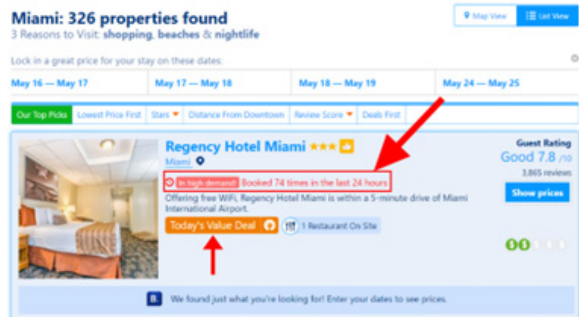 Miami: 326 properties found
Map View
List View
3 Reasons to Visit: shopping, beaches & nightlife
Lock in a great price for your stay on these dates:
May 16 — May 17
May 17 — May 18
May 18 — May 19
May 24 — May 25
Our Top Picks
Lowest Price First
Stars
Distance From Downtown
Review Score
Deals First
Regency Hotel Miami
Miami
In high demand! Booked 74 times in the last 24 hours
Offering free WiFi, Regency Hotel Miami is within a 5-minute drive of Miami
International Airport.
Today's Value Deal
1 Restaurant On Site
Guest Rating
Good 7.8 /10
3,865 reviews
Show prices
B. We found just what you're looking for! Enter your dates to see prices.